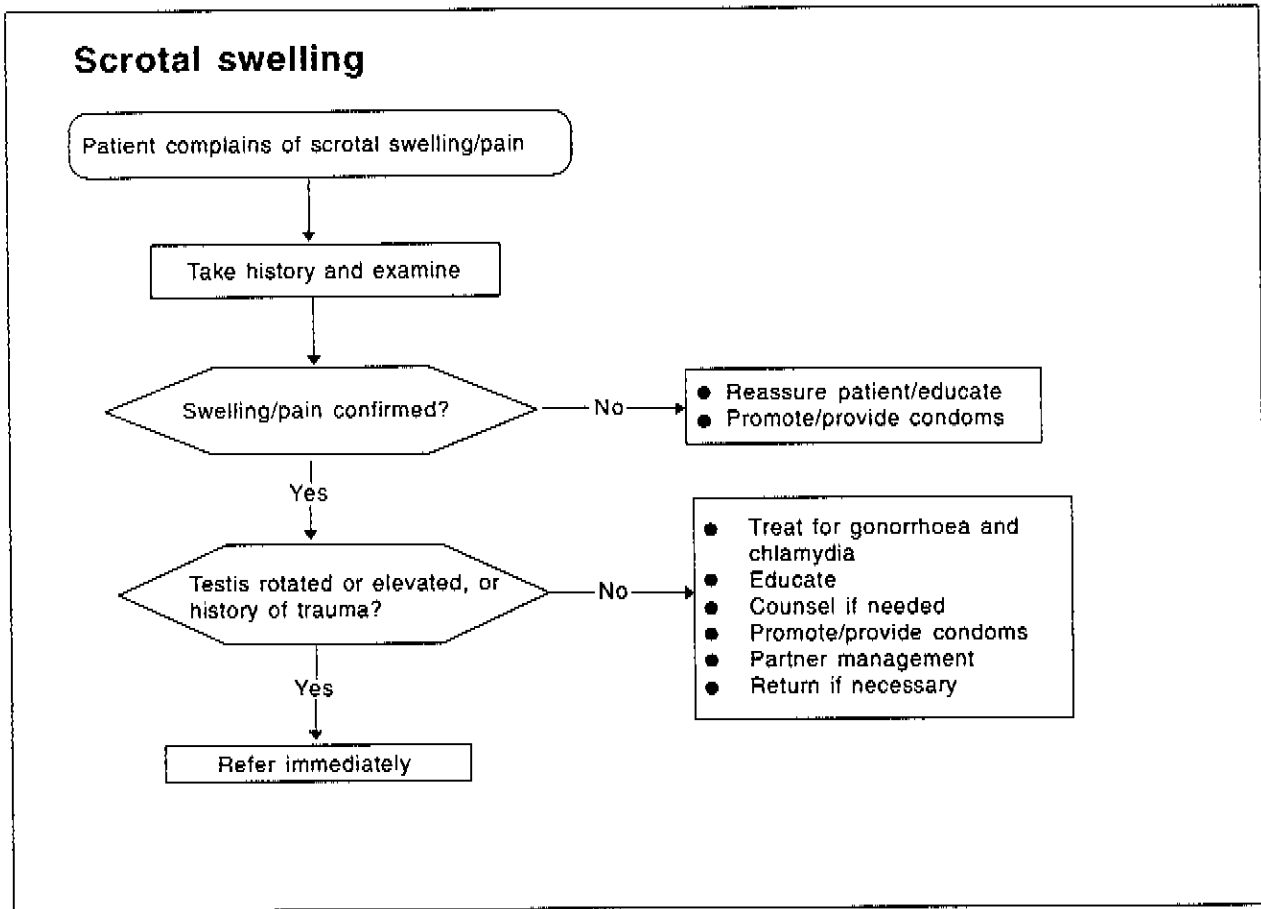 Scrotal swelling
Patient complains of scrotal swelling/pain
Take history and examine
Swelling/pain confirmed?
No
● Reassure patient/educate
● Promote/provide condoms
Yes
Testis rotated or elevated, or
history of trauma?
No
● Treat for gonorrhoea and
chlamydia
● Educate
● Counsel if needed
● Promote/provide condoms
● Partner management
● Return if necessary
Yes
Refer immediately